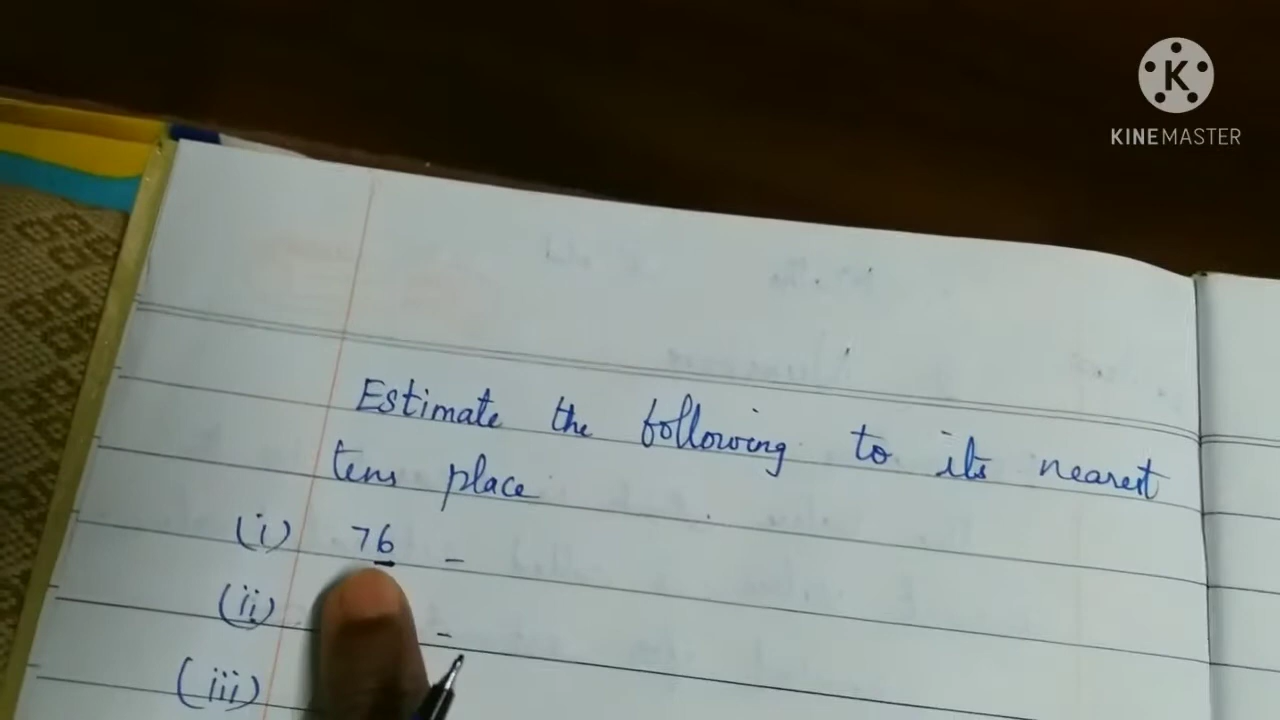 K
KINEMASTER
Estimate the following to its nearest
tens place
(i) 76 -
(ii) -
(iii)